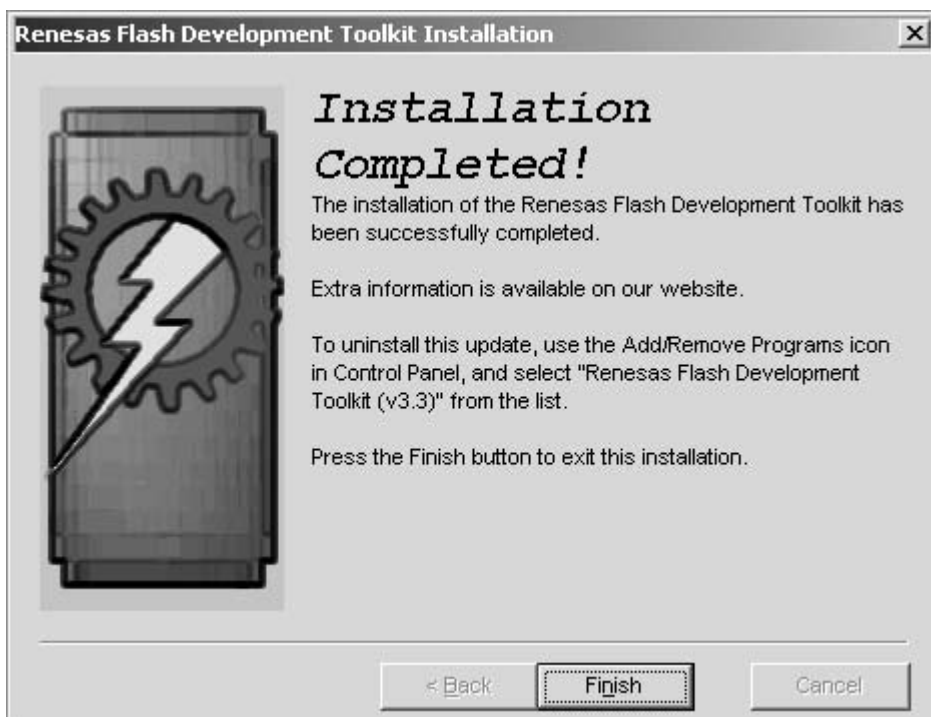 Renesas Flash Development Toolkit Installation
Installation
Completed!
The installation of the Renesas Flash Development Toolkit has
been successfully completed.
Extra information is available on our website.
To uninstall this update, use the Add/Remove Programs icon
in Control Panel, and select "Renesas Flash Development
Toolkit (v3.3)" from the list.
Press the Finish button to exit this installation.
< Back
Finish
Cancel